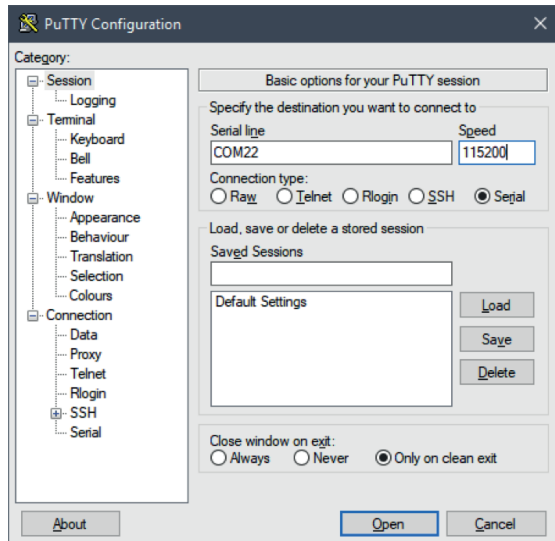 PuTTY Configuration
Category:
Session
Logging
Terminal
Keyboard
Bell
Features
Window
Appearance
Behaviour
Translation
Selection
Colours
Connection
Data
Proxy
Telnet
Rlogin
SSH
Serial
Basic options for your PuTTY session
Specify the destination you want to connect to
Serial line Speed
COM22 115200
Connection type:
Raw Telnet Rlogin SSH Serial
Load, save or delete a stored session
Saved Sessions
Default Settings
Load
Save
Delete
Close window on exit:
Always Never Only on clean exit
About Open Cancel